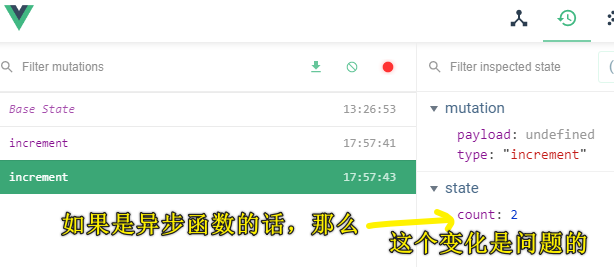 Filter mutations
Filter inspected state
Base State 13:26:53
increment 17:57:41
increment 17:57:43
mutation
payload: undefined
type: "increment"
state
count: 2
如果是异步函数的话，那么
这个变化是问题的